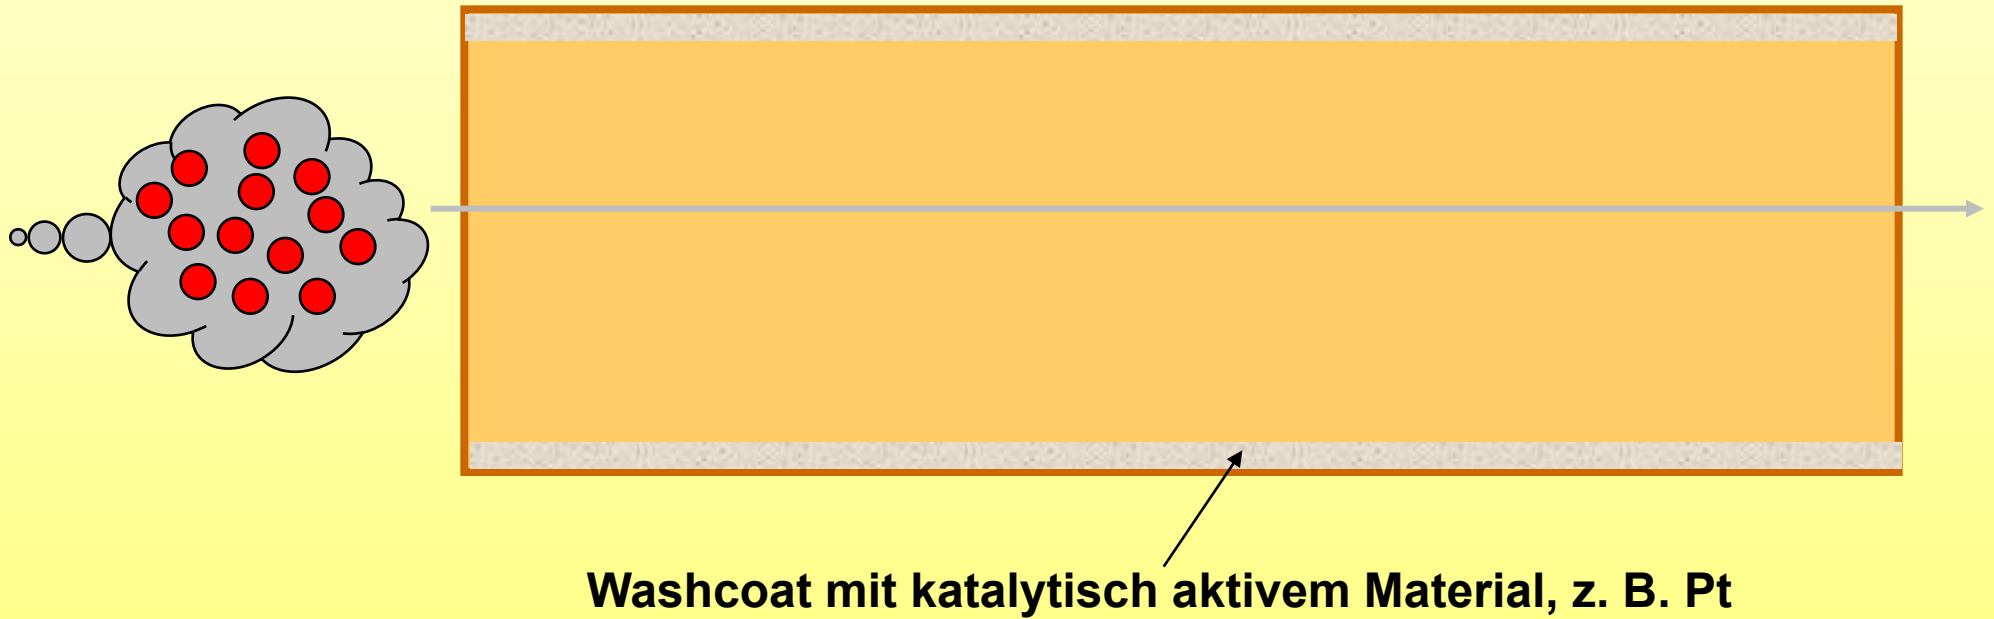 Washcoat mit katalytisch aktivem Material, z. B. Pt